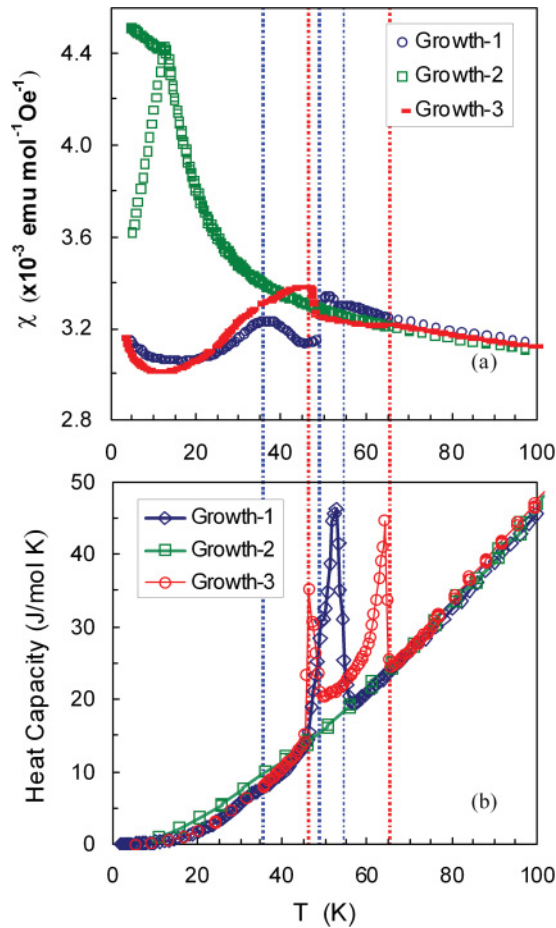 4.4
4.0
3.6
3.2
2.8
χ (x10⁻³ emu mol⁻¹Oe⁻¹)
Growth-1
Growth-2
Growth-3
(a)
0 20 40 60 80 100
50
40
30
20
10
0
Heat Capacity (J/mol K)
Growth-1
Growth-2
Growth-3
(b)
0 20 40 60 80 100
T (K)